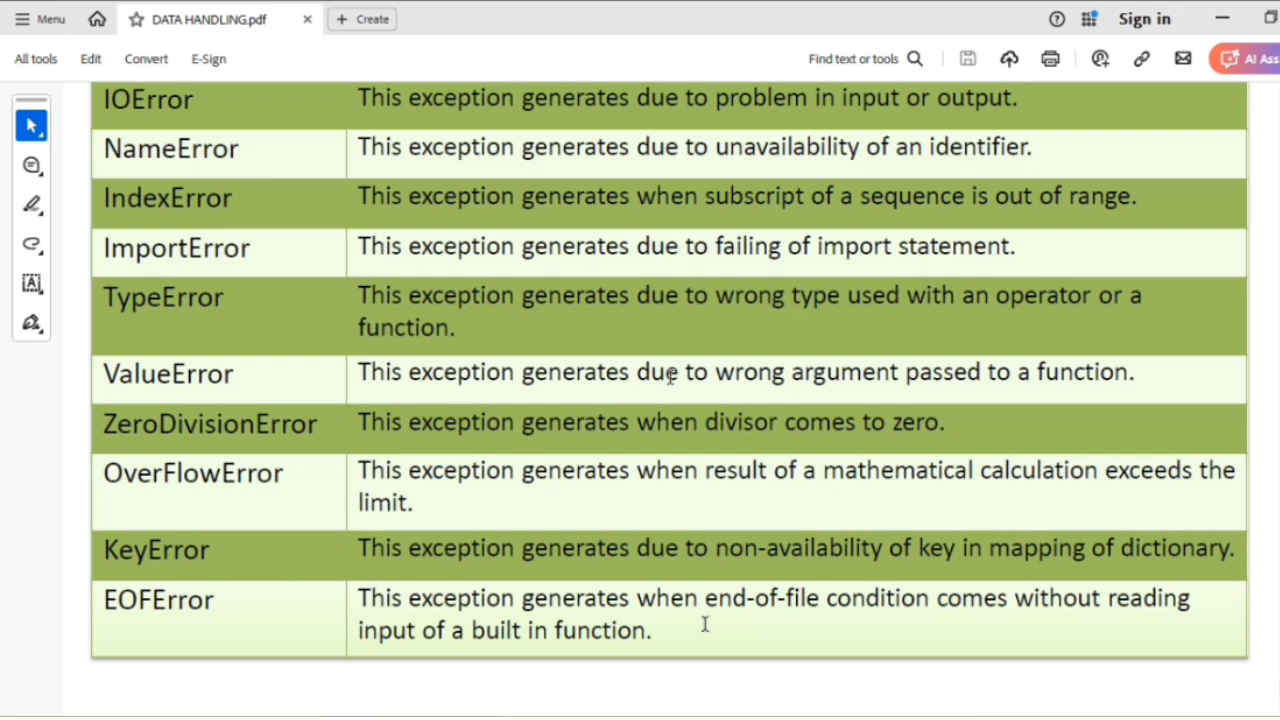 Menu
DATA HANDLING.pdf
Create
Sign in
All tools
Edit
Convert
E-Sign
Find text or tools
AI Ass
IOError This exception generates due to problem in input or output.
NameError This exception generates due to unavailability of an identifier.
IndexError This exception generates when subscript of a sequence is out of range.
ImportError This exception generates due to failing of import statement.
TypeError This exception generates due to wrong type used with an operator or a
function.
ValueError This exception generates due to wrong argument passed to a function.
ZeroDivisionError This exception generates when divisor comes to zero.
OverFlowError This exception generates when result of a mathematical calculation exceeds the
limit.
KeyError This exception generates due to non-availability of key in mapping of dictionary.
EOFError This exception generates when end-of-file condition comes without reading
input of a built in function.